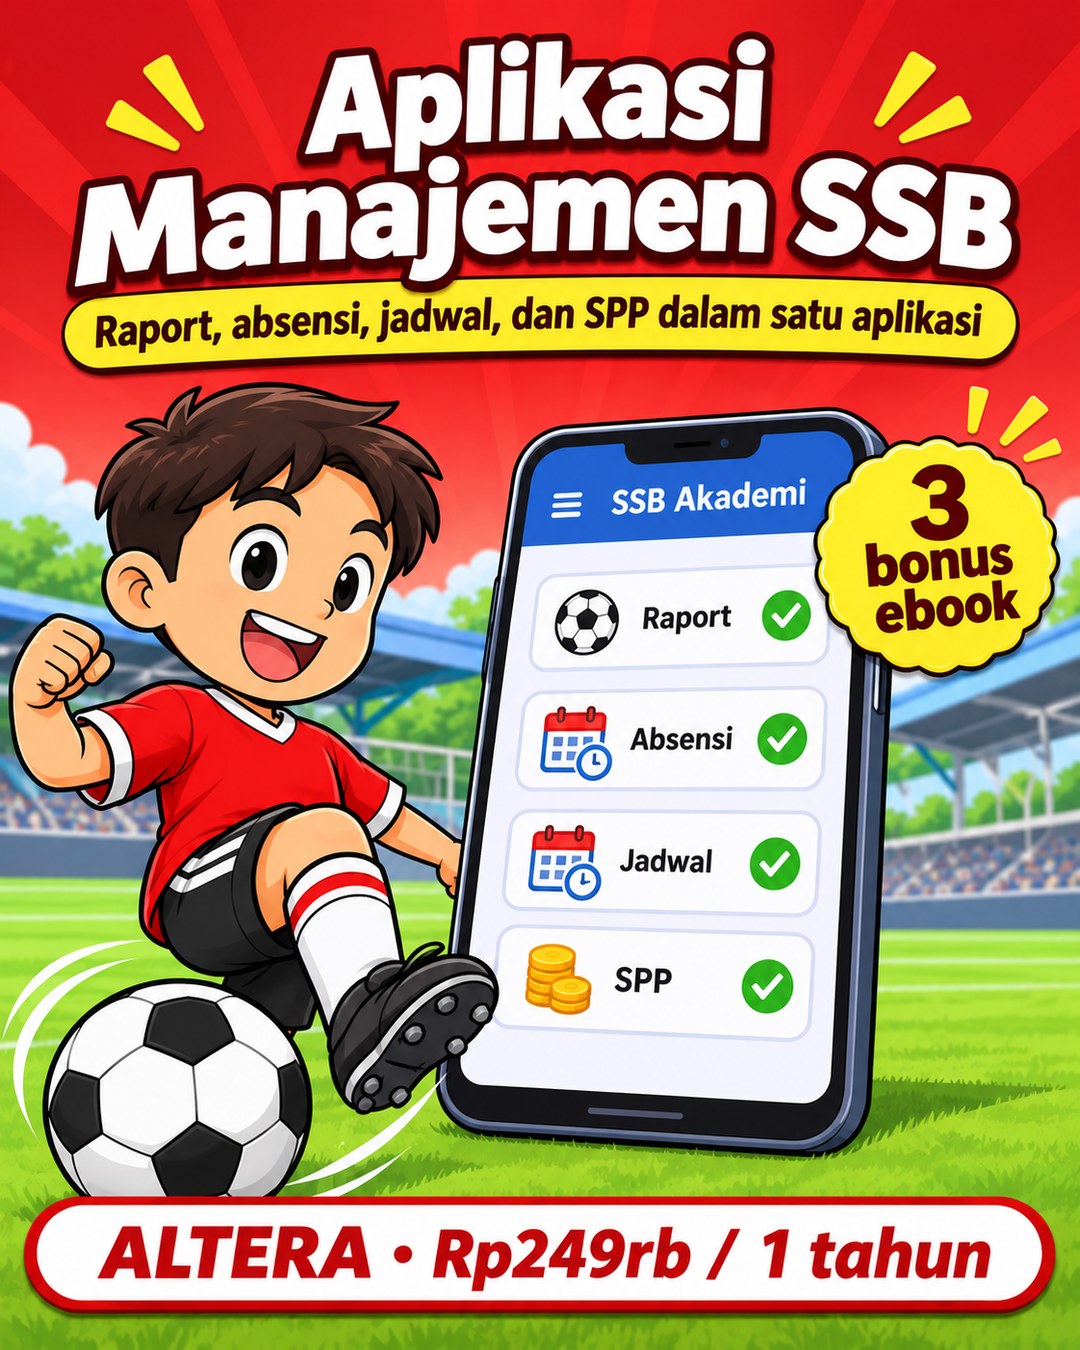 Aplikasi
Manajemen SSB
Raport, absensi, jadwal, dan SPP dalam satu aplikasi
SSB Akademi
3
bonus
ebook
Raport
Absensi
Jadwal
SPP
ALTERA • Rp249rb / 1 tahun